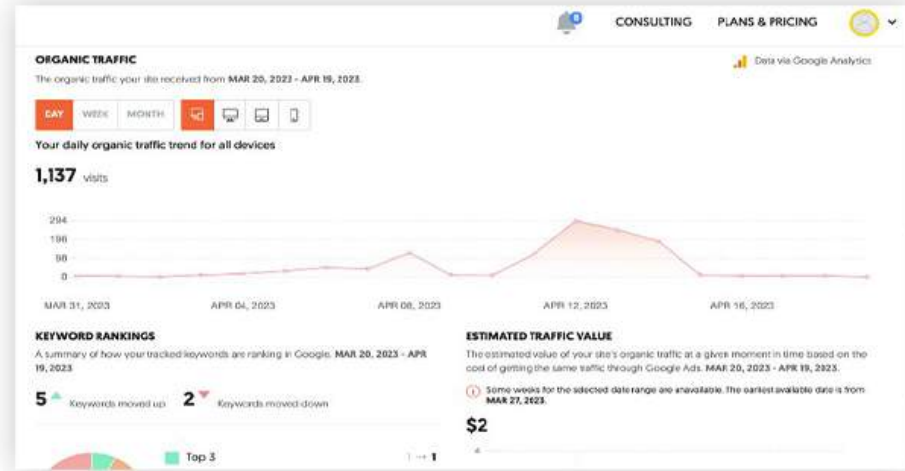 CONSULTING PLANS & PRICING
ORGANIC TRAFFIC
Data via Google Analytics
The organic traffic your site received from MAR 20, 2023 - APR 19, 2023.
DAY WEEK MONTH
Your daily organic traffic trend for all devices
1,137 visits
294
196
98
0
MAR 31, 2023 APR 04, 2023 APR 08, 2023 APR 12, 2023 APR 16, 2023
KEYWORD RANKINGS
A summary of how your tracked keywords are ranking in Google. MAR 20, 2023 - APR
19, 2023
5 Keywords moved up 2 Keywords moved down
Top 3 1 → 1
ESTIMATED TRAFFIC VALUE
The estimated value of your site's organic traffic at a given moment in time based on the
cost of getting the same traffic through Google Ads. MAR 20, 2023 - APR 19, 2023.
Some weeks for the selected date range are unavailable. The earliest available date is from
MAR 27, 2023.
$2
4